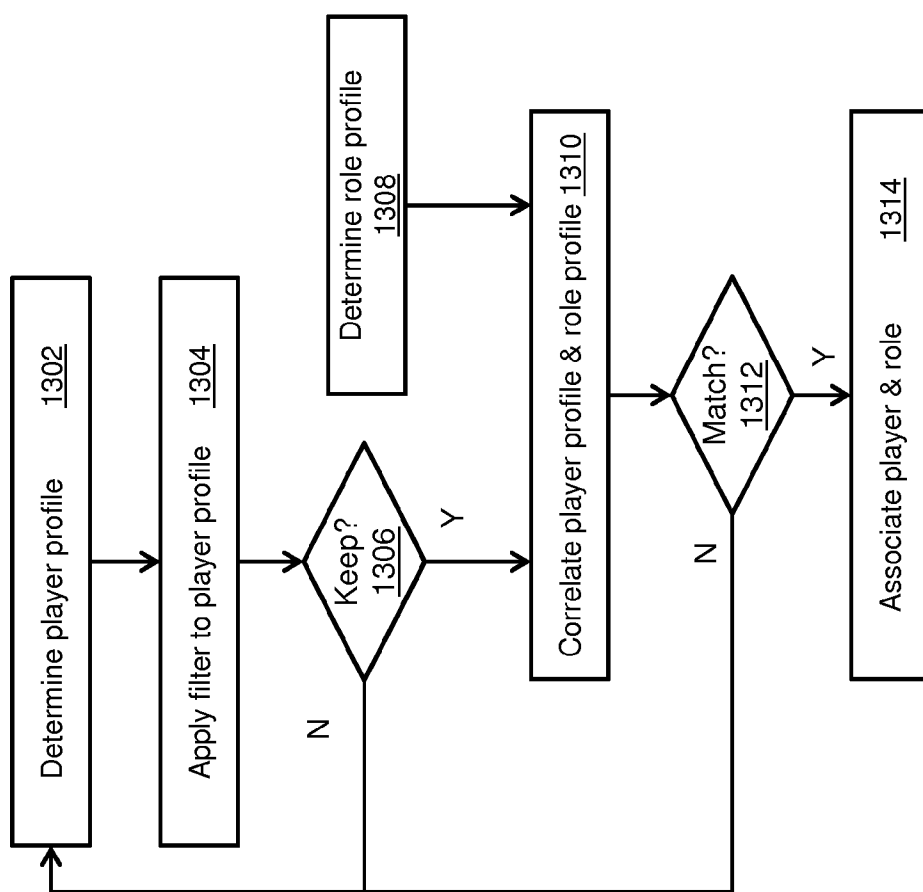 Determine player profile 1302
Apply filter to player profile 1304
Keep?
1306
N
Y
Determine role profile
1308
Correlate player profile & role profile 1310
Match?
1312
N
Y
Associate player & role 1314